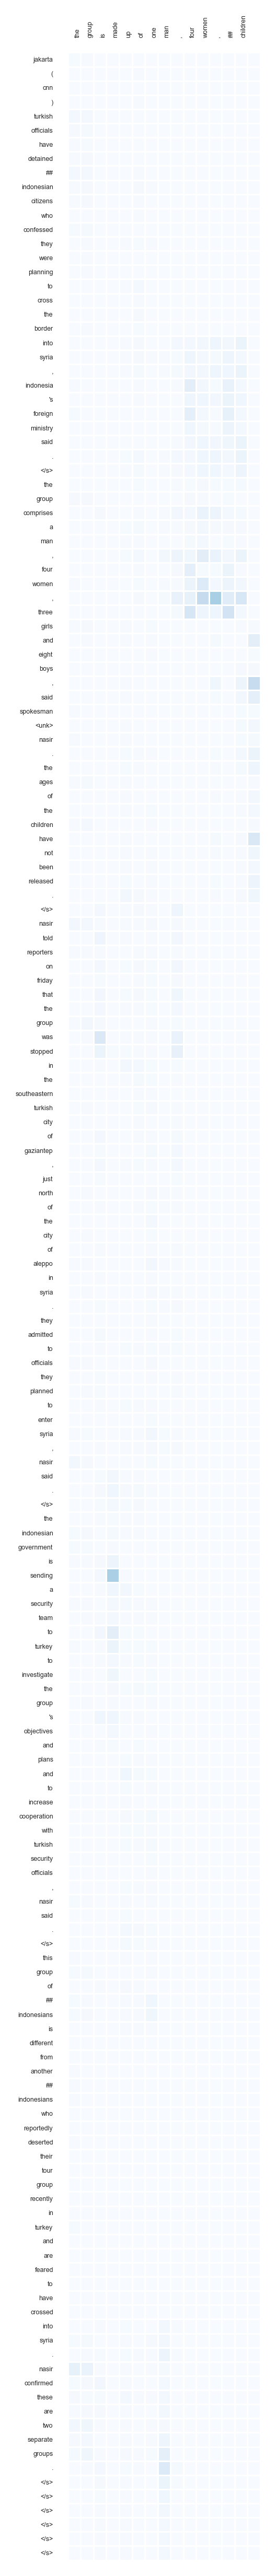 the group is made up of one man , four women , ## children
jakarta
(
cnn
)
turkish
officials
have
detained
##
indonesian
citizens
who
confessed
they
were
planning
to
cross
the
border
into
syria
,
indonesia
's
foreign
ministry
said
.
</s>
the
group
comprises
a
man
,
four
women
,
three
girls
and
eight
boys
,
said
spokesman
<unk>
nasir
.
the
ages
of
the
children
have
not
been
released
.
</s>
nasir
told
reporters
on
friday
that
the
group
was
stopped
in
the
southeastern
turkish
city
of
gaziantep
,
just
north
of
the
city
of
aleppo
in
syria
.
they
admitted
to
officials
they
planned
to
enter
syria
,
nasir
said
.
</s>
the
indonesian
government
is
sending
a
security
team
to
turkey
to
investigate
the
group
's
objectives
and
plans
and
to
increase
cooperation
with
turkish
security
officials
,
nasir
said
.
</s>
this
group
of
##
indonesians
is
different
from
another
##
indonesians
who
reportedly
deserted
their
tour
group
recently
in
turkey
and
are
feared
to
have
crossed
into
syria
.
nasir
confirmed
these
are
two
separate
groups
.
</s>
</s>
</s>
</s>
</s>
</s>